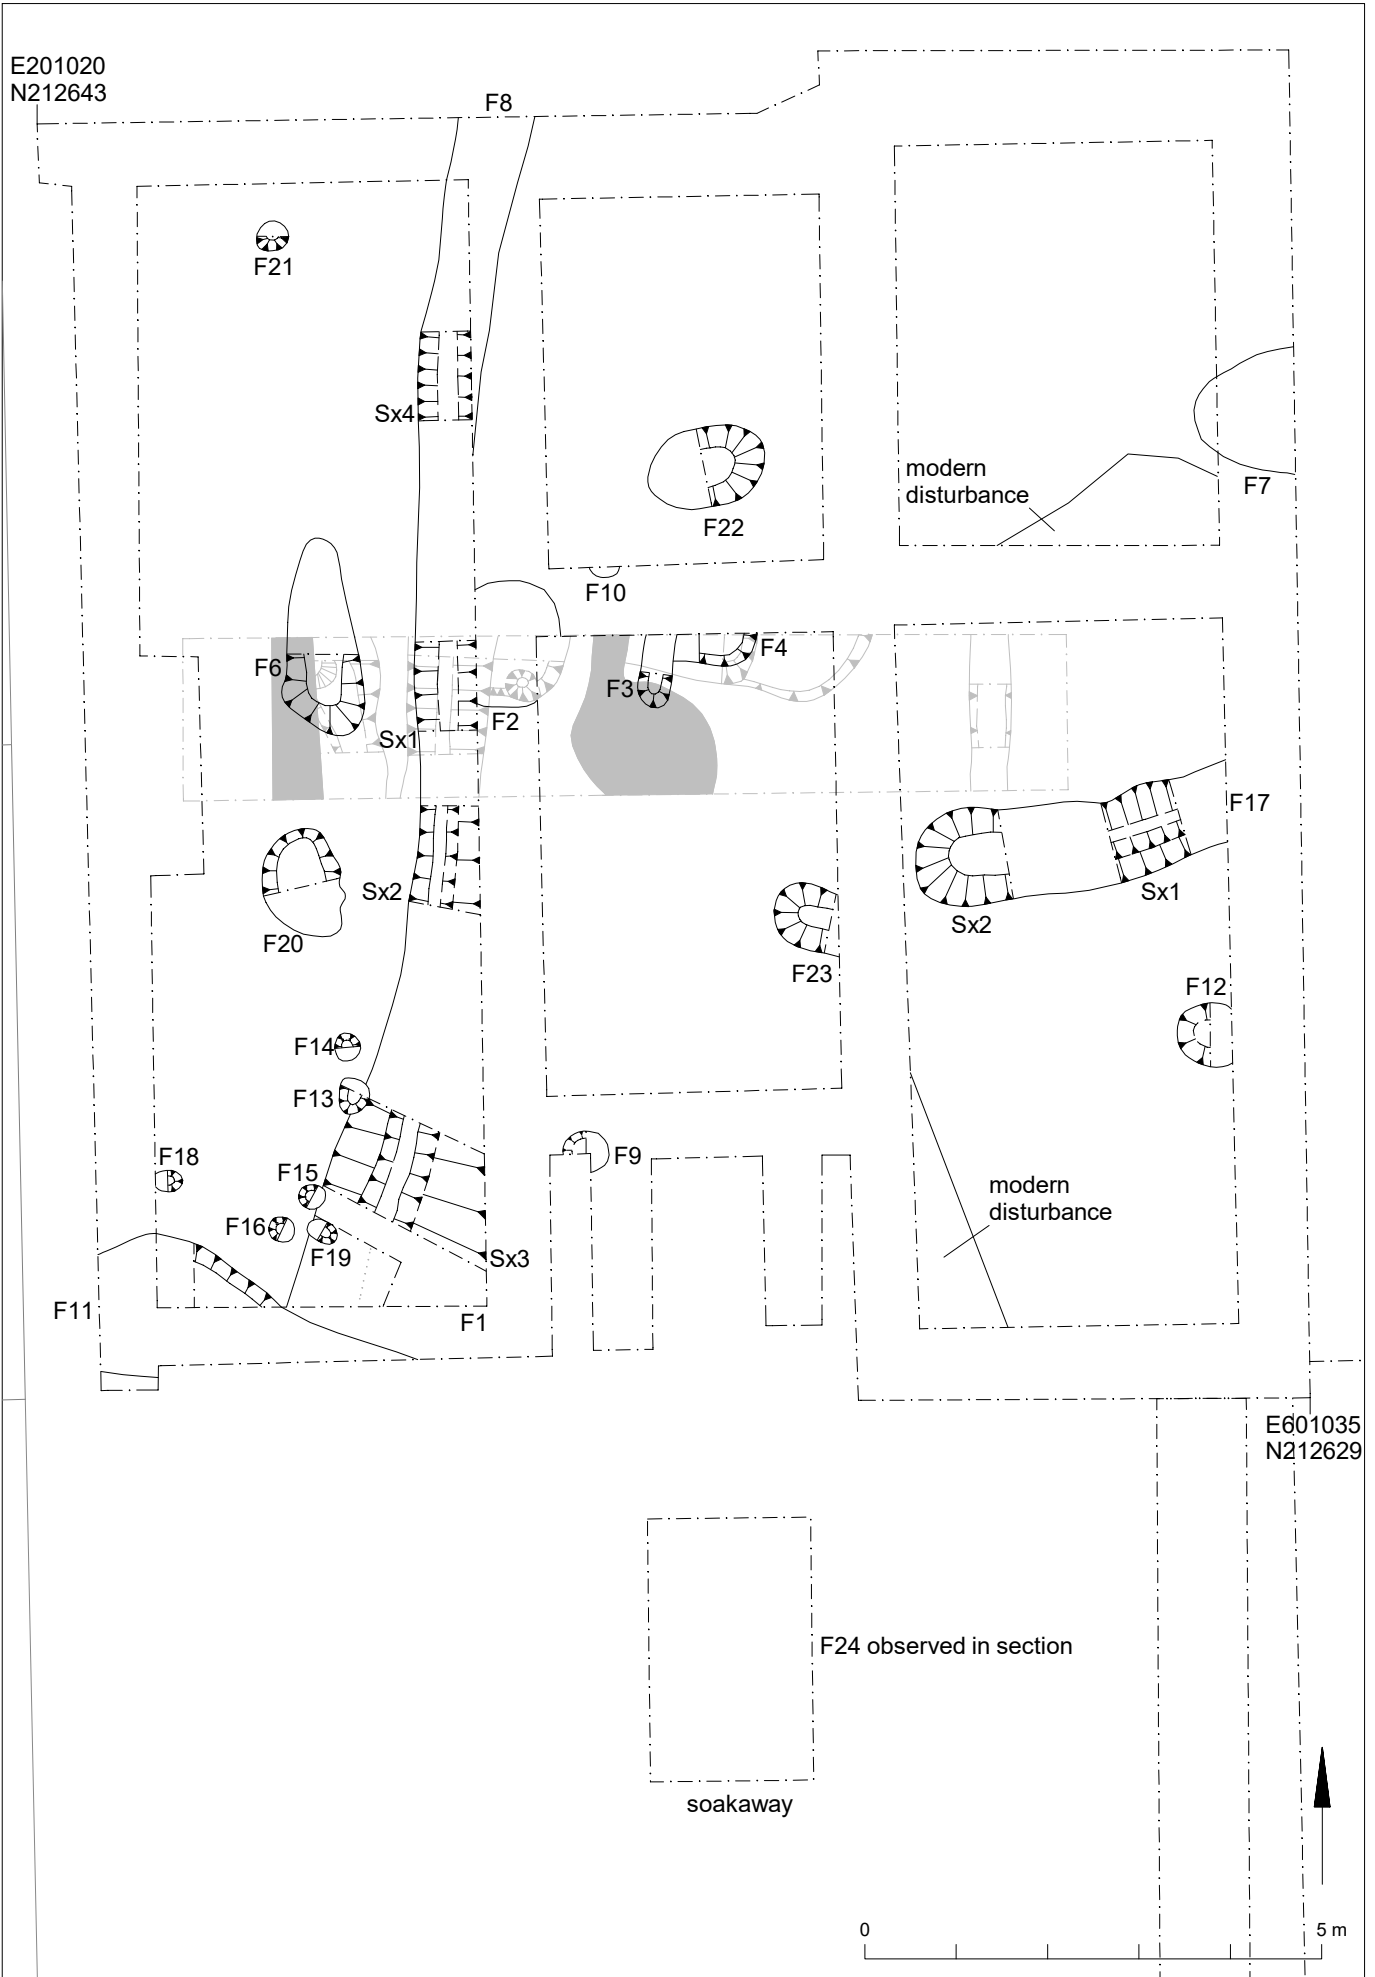 E201020
N212643
F8
F21
Sx4
modern
disturbance
F7
F22
F10
F6
F4
F3
F2
Sx1
F17
Sx2
Sx1
Sx2
F20
F23
F12
F14
F13
F18
F15
F9
F16
F19
modern
disturbance
Sx3
F11
F1
E601035
N212629
F24 observed in section
soakaway
0
5 m